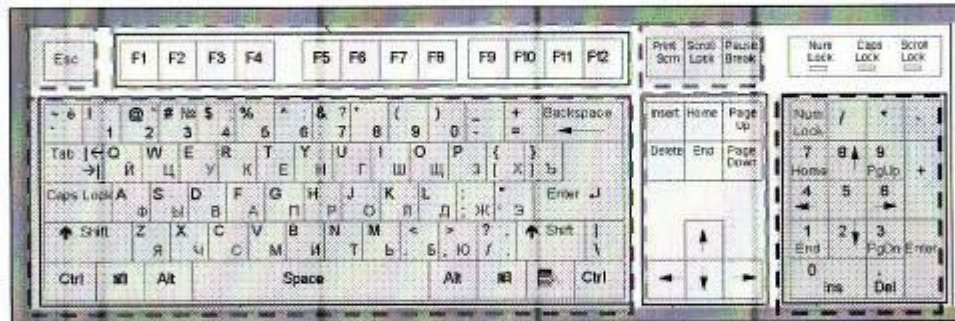 Esc F1 F2 F3 F4 F5 F6 F7 F8 F9 F10 F11 F12 Print Scrn Scroll Lock Pause Break Num Lock Caps Lock Scroll Lock
~ ё ! @ " # № $ ; % : ^ & ? * ( ) _ + Backspace Insert Home Page Up Num Lock / * -
1 2 3 4 5 6 7 8 9 0 - =
Tab Q W E R T Y U I O P { } Delete End Page Down 7 Home 8 9 PgUp +
Й Ц У К Е Н Г Ш Щ З [ Х ] Ъ
Caps Lock A S D F G H J K L : " Enter 4 5 6
Ф Ы В А П Р О Л Д ; Ж ' Э
Shift Z X C V B N M < > ? , Shift | 1 End 2 3 PgDn Enter
Я Ч С М И Т Ь , Б . Ю / . \
Ctrl Alt Space Alt Ctrl 0 Ins . Del